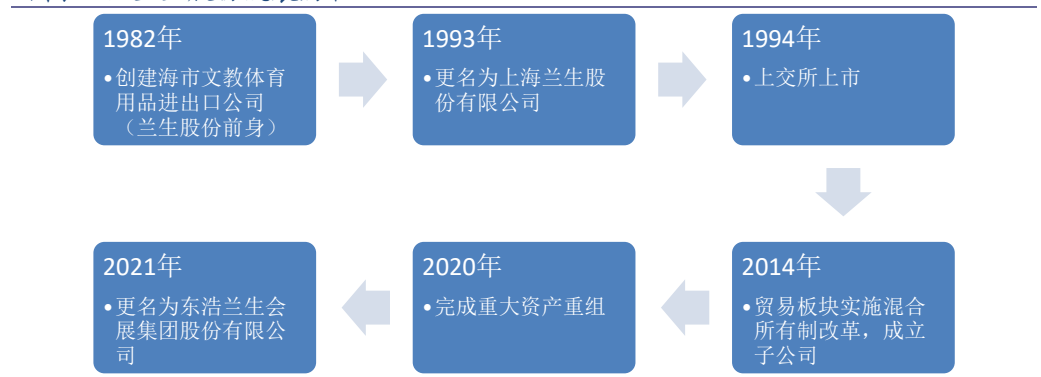 1982年
•创建海市文教体育
用品进出口公司
（兰生股份前身）
1993年
•更名为上海兰生股
份有限公司
1994年
•上交所上市
2014年
•贸易板块实施混合
所有制改革，成立
子公司
2020年
•完成重大资产重组
2021年
•更名为东浩兰生会
展集团股份有限公
司